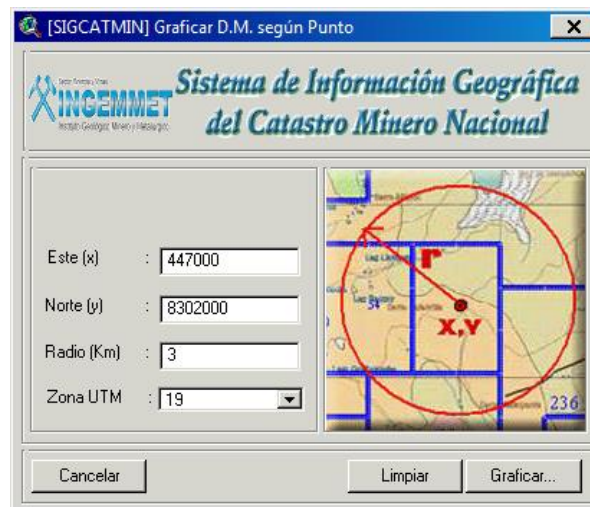 [SIGCATMIN] Graficar D.M. según Punto
INGEMMET
Sistema de Información Geográfica
del Catastro Minero Nacional
Este (x) : 447000
Norte (y) : 8302000
Radio (Km) : 3
Zona UTM : 19
r
X,Y
54
236
Cancelar
Limpiar
Graficar...